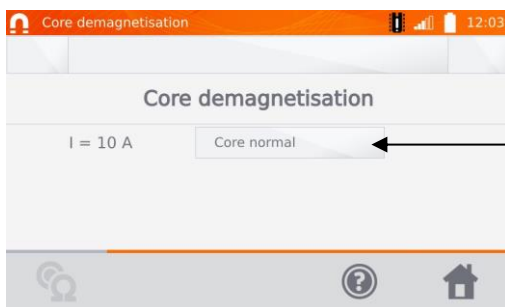 Core demagnetisation 12:03
Core demagnetisation
I = 10 A Core normal